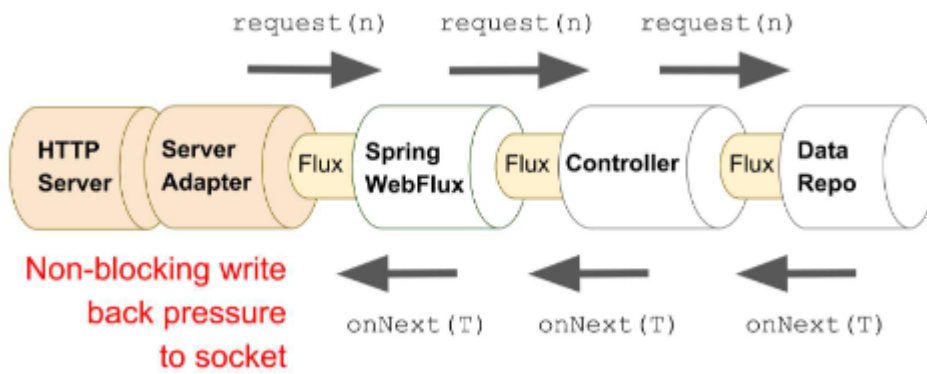 request(n) request(n) request(n)
HTTP
Server
Server
Adapter
Flux
Spring
WebFlux
Flux
Controller
Flux
Data
Repo
Non-blocking write
back pressure
to socket
onNext(T) onNext(T) onNext(T)